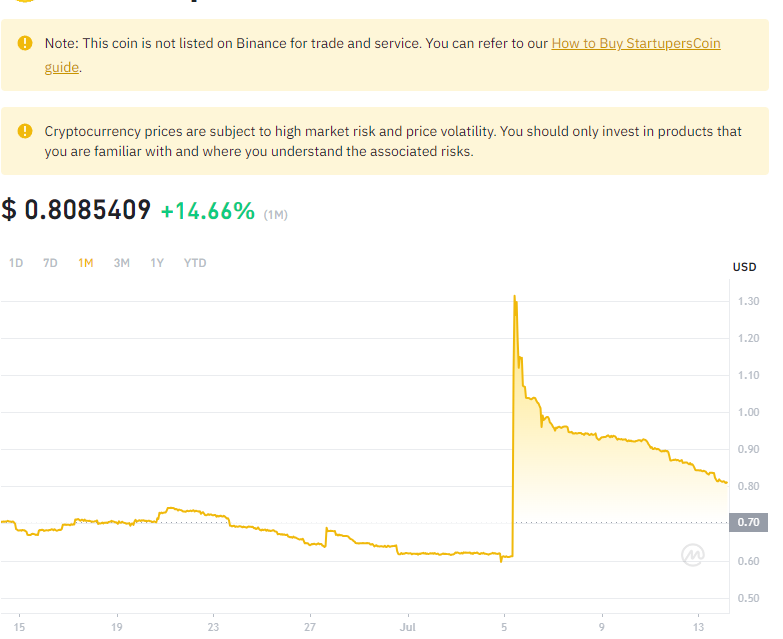 Note: This coin is not listed on Binance for trade and service. You can refer to our How to Buy StartupersCoin
guide.
Cryptocurrency prices are subject to high market risk and price volatility. You should only invest in products that
you are familiar with and where you understand the associated risks.
$ 0.8085409 +14.66% (1M)
1D 7D 1M 3M 1Y YTD
USD
1.30
1.20
1.10
1.00
0.90
0.80
0.70
0.60
0.50
15 19 23 27 Jul 5 9 13